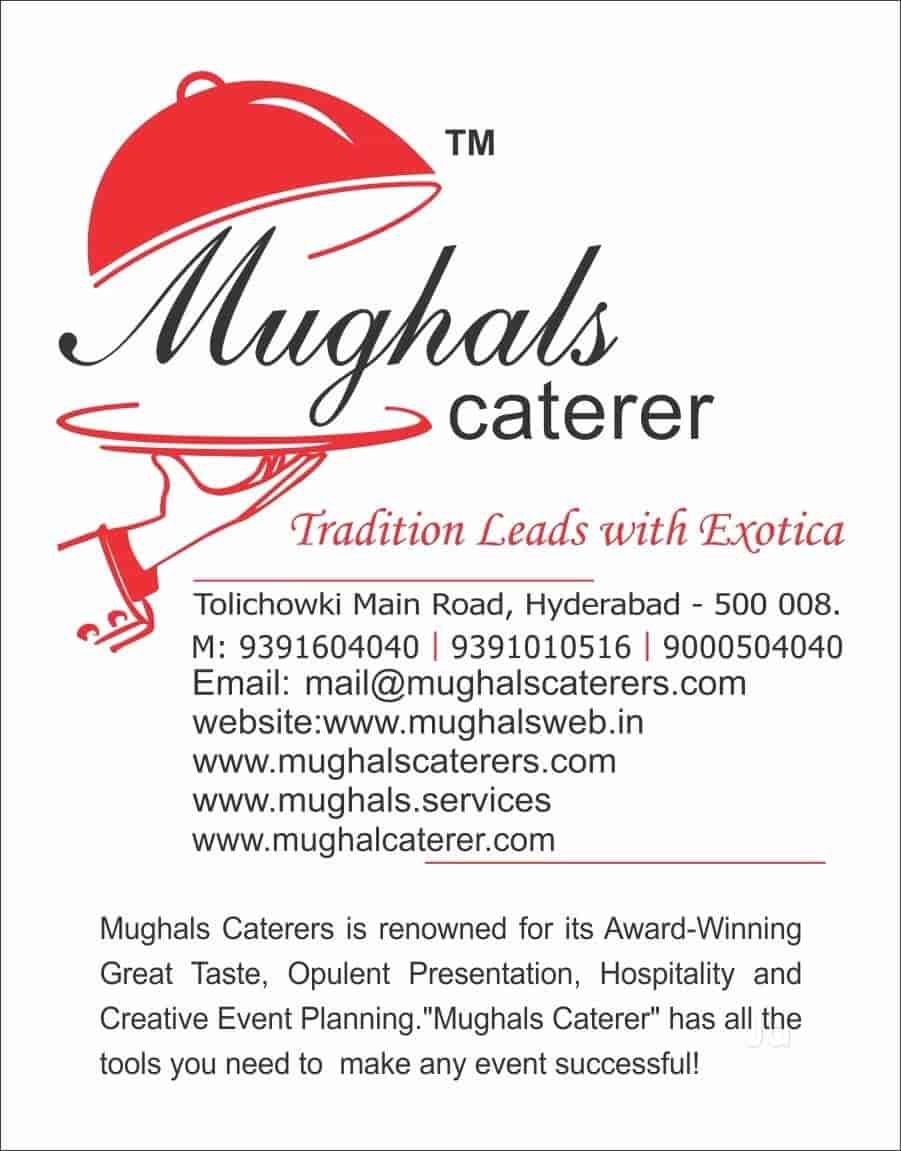 TM
Mughals
caterer
Tradition Leads with Exotica
Tolichowki Main Road, Hyderabad - 500 008.
M: 9391604040 | 9391010516 | 9000504040
Email: mail@mughalscaterers.com
website:www.mughalsweb.in
www.mughalscaterers.com
www.mughals.services
www.mughalcaterer.com
Mughals Caterers is renowned for its Award-Winning
Great Taste, Opulent Presentation, Hospitality and
Creative Event Planning."Mughals Caterer" has all the
tools you need to make any event successful!